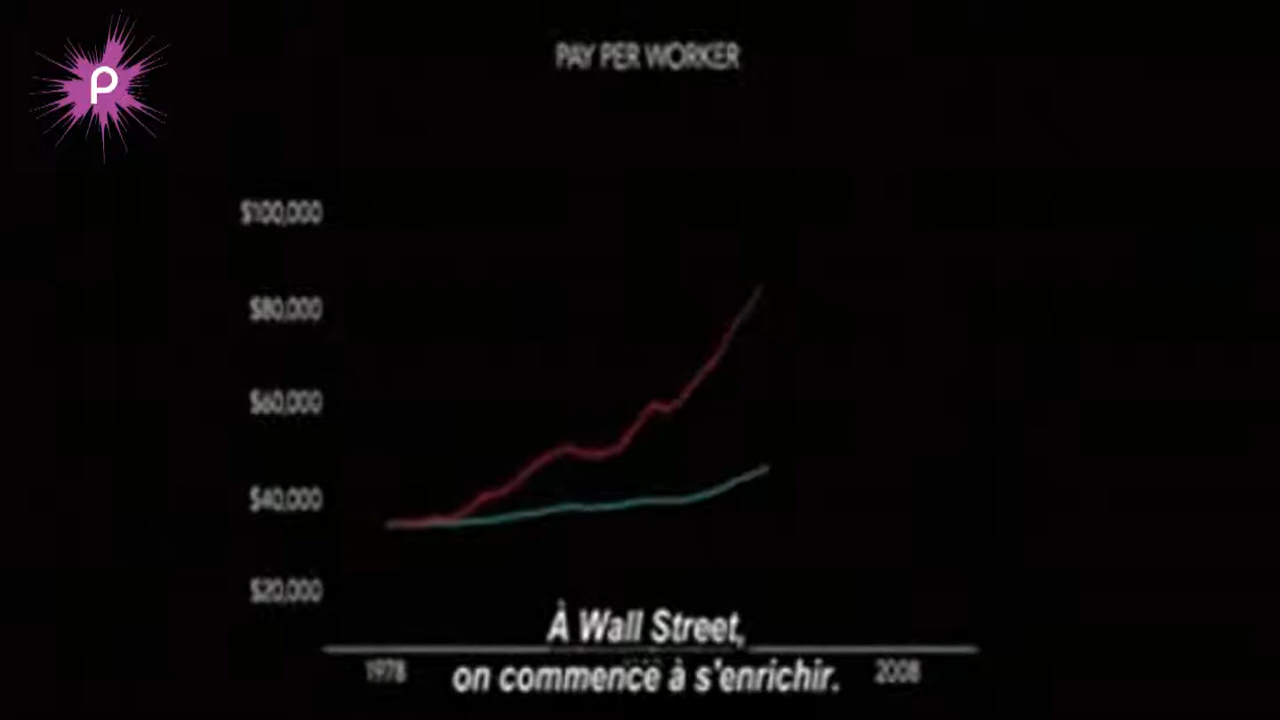 P
PAY PER WORKER
$100,000
$80,000
$60,000
$40,000
$20,000
À Wall Street,
1978
2008
on commence à s'enrichir.